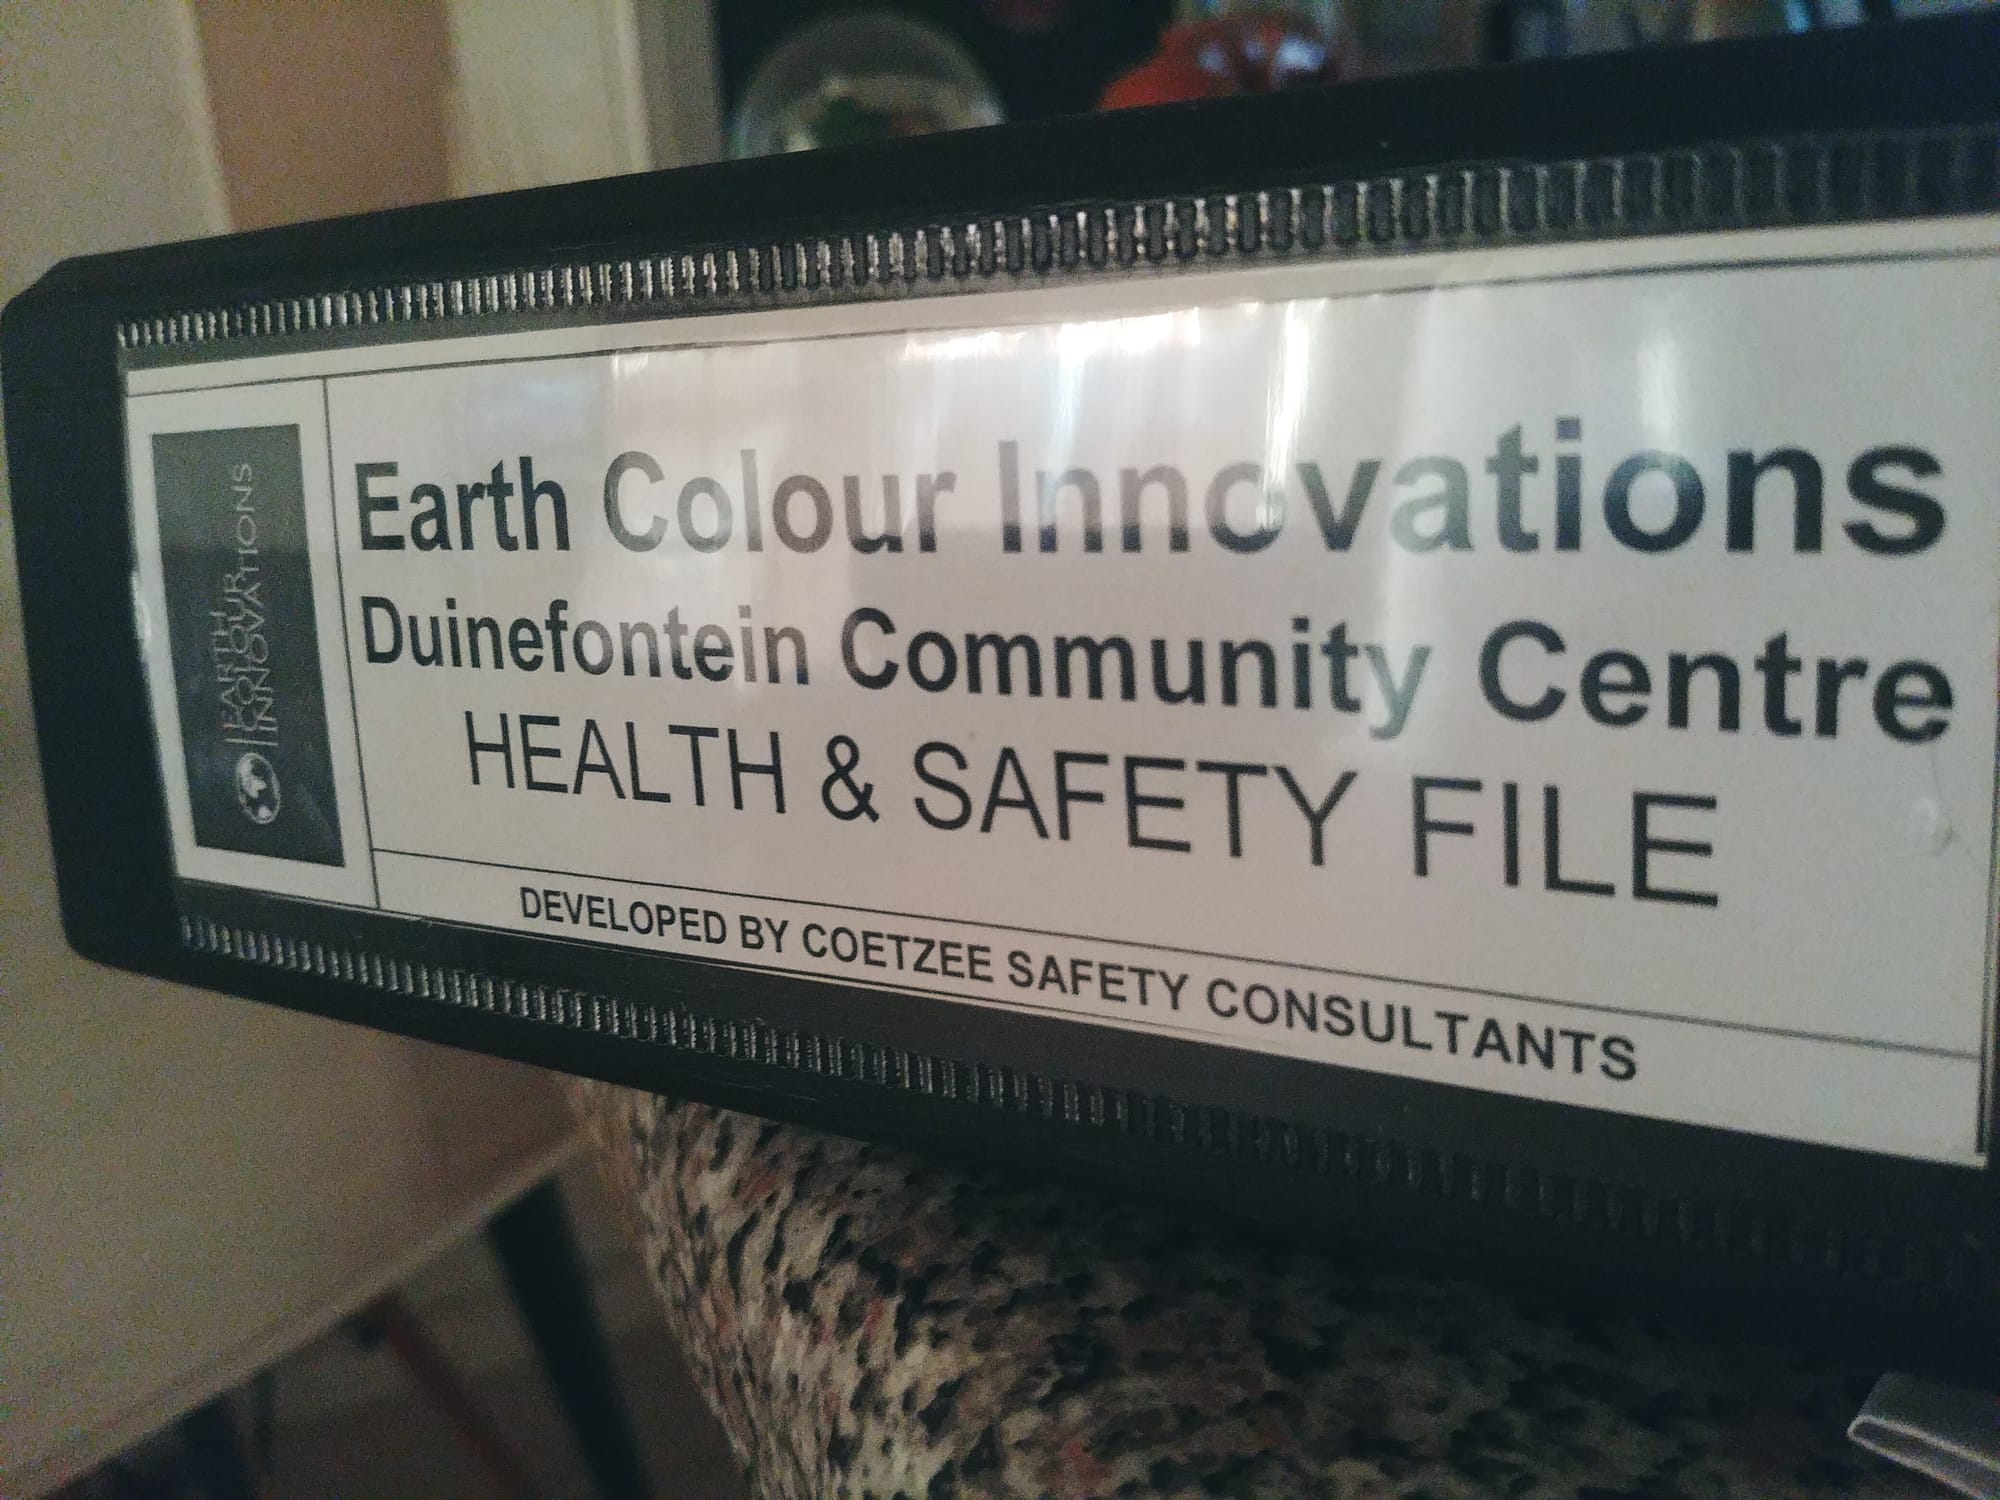 EARTH
COLOUR
INNOVATIONS
Earth Colour Innovations
Duinefontein Community Centre
HEALTH & SAFETY FILE
DEVELOPED BY COETZEE SAFETY CONSULTANTS